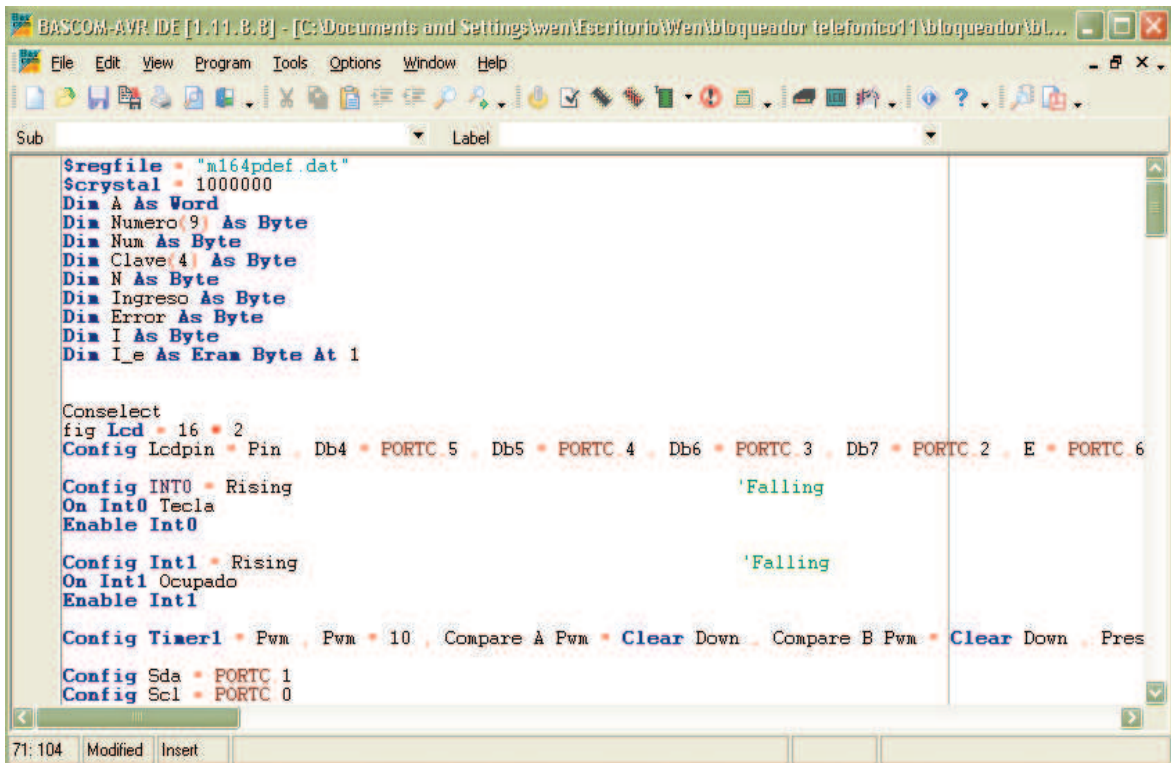 BASCOM-AVR IDE [1.11.8.8] - [C:\Documents and Settings\wen\Escritorio\Wen\bloqueador telefonico11\bloqueador\bl...
File Edit View Program Tools Options Window Help
Sub Label
$regfile = "m164pdef.dat"
$crystal = 1000000
Dim A As Word
Dim Numero(9) As Byte
Dim Num As Byte
Dim Clave(4) As Byte
Dim N As Byte
Dim Ingreso As Byte
Dim Error As Byte
Dim I As Byte
Dim I_e As Eram Byte At 1
Conselect
fig Lcd = 16 * 2
Config Lcdpin = Pin , Db4 = PORTC.5 , Db5 = PORTC.4 , Db6 = PORTC.3 , Db7 = PORTC.2 , E = PORTC.6
Config INT0 = Rising 'Falling
On Int0 Tecla
Enable Int0
Config Int1 = Rising 'Falling
On Int1 Ocupado
Enable Int1
Config Timer1 = Pwm , Pwm = 10 , Compare A Pwm = Clear Down , Compare B Pwm = Clear Down , Pres
Config Sda = PORTC.1
Config Scl = PORTC.0
71: 104 Modified Insert